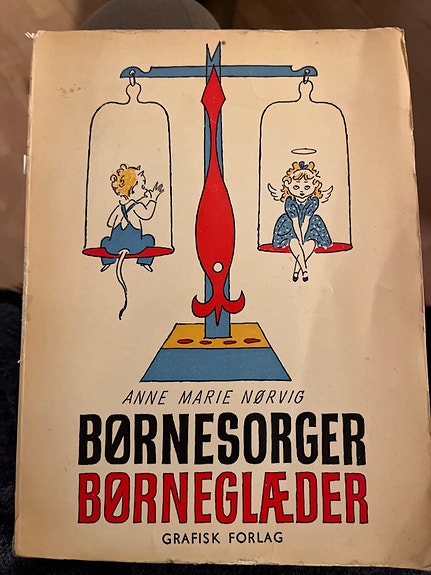 ANNE MARIE NØRVIG
BØRNESORGER
BØRNEGLÆDER
GRAFISK FORLAG